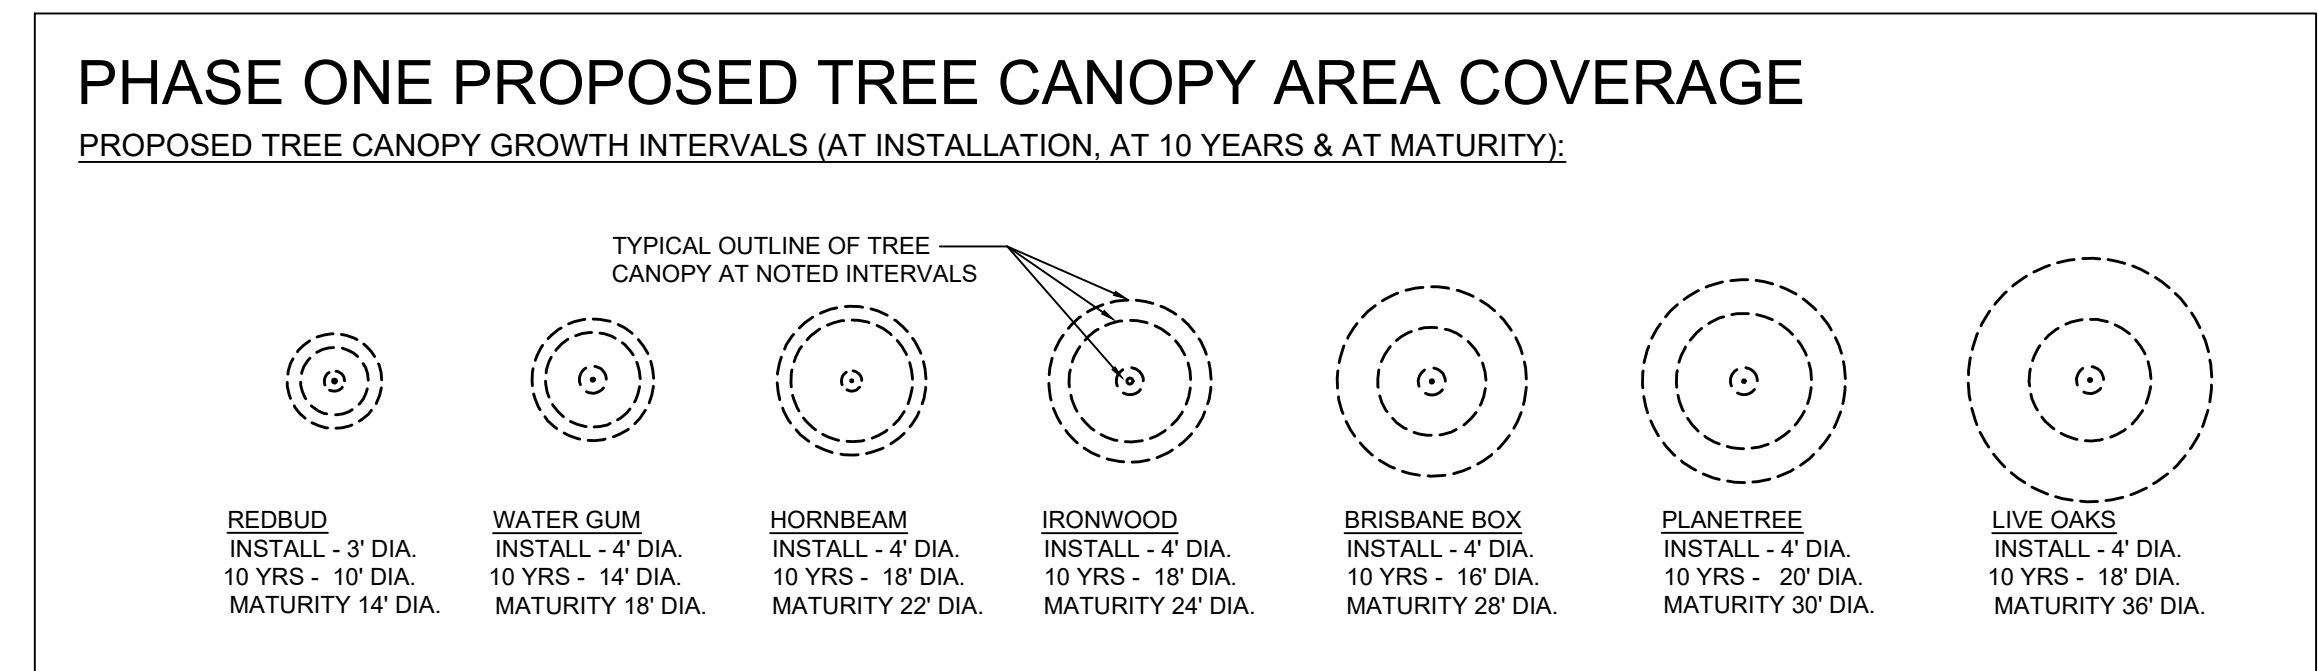 PHASE ONE PROPOSED TREE CANOPY AREA COVERAGE
PROPOSED TREE CANOPY GROWTH INTERVALS (AT INSTALLATION, AT 10 YEARS & AT MATURITY):
TYPICAL OUTLINE OF TREE
CANOPY AT NOTED INTERVALS
REDBUD
INSTALL - 3' DIA.
10 YRS - 10' DIA.
MATURITY 14' DIA.
WATER GUM
INSTALL - 4' DIA.
10 YRS - 14' DIA.
MATURITY 18' DIA.
HORNBEAM
INSTALL - 4' DIA.
10 YRS - 18' DIA.
MATURITY 22' DIA.
IRONWOOD
INSTALL - 4' DIA.
10 YRS - 18' DIA.
MATURITY 24' DIA.
BRISBANE BOX
INSTALL - 4' DIA.
10 YRS - 16' DIA.
MATURITY 28' DIA.
PLANETREE
INSTALL - 4' DIA.
10 YRS - 20' DIA.
MATURITY 30' DIA.
LIVE OAKS
INSTALL - 4' DIA.
10 YRS - 18' DIA.
MATURITY 36' DIA.